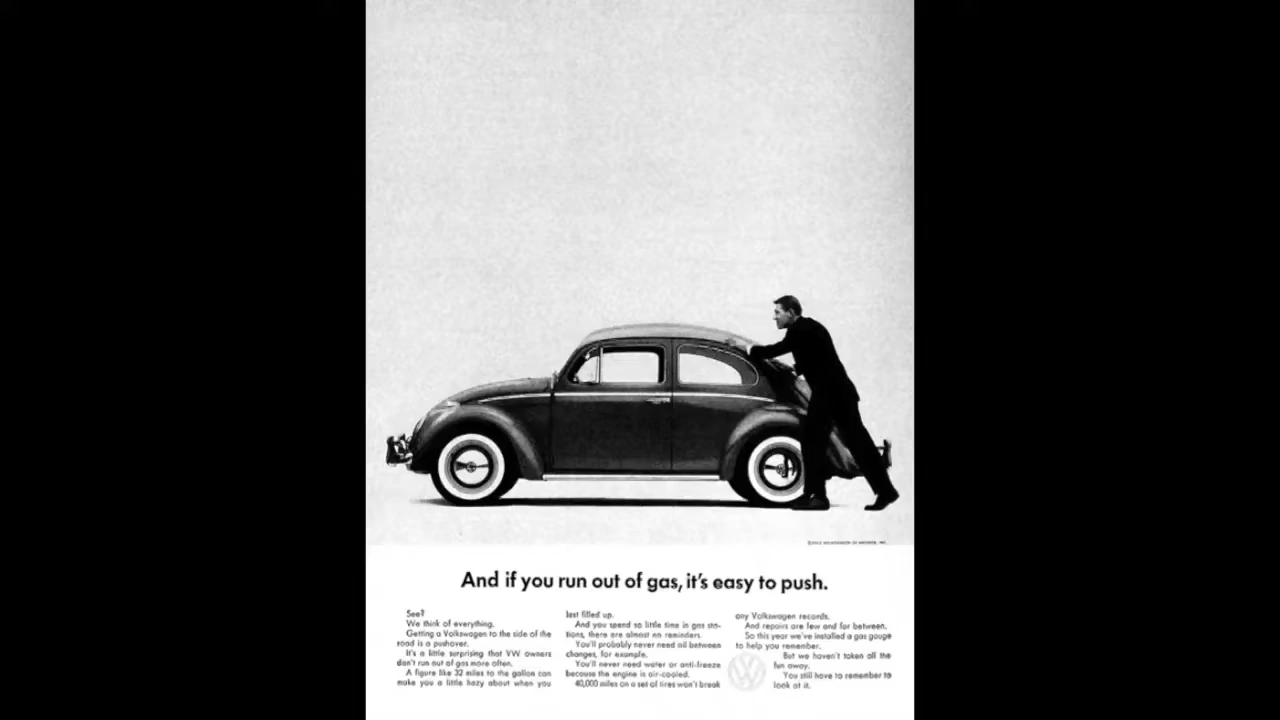 ©1962 VOLKSWAGEN OF AMERICA, INC.
And if you run out of gas, it's easy to push.
See?
We think of everything.
Getting a Volkswagen to the side of the
road is a pushover.
It's a little surprising that VW owners
don't run out of gas more often.
A figure like 32 miles to the gallon can
make you a little hazy about when you
last filled up.
And you spend so little time in gas sta-
tions, there are almost no reminders.
You'll probably never need oil between
changes, for example.
You'll never need water or anti-freeze
because the engine is air-cooled.
40,000 miles on a set of tires won't break
any Volkswagen records.
And repairs are few and far between.
So this year we've installed a gas gauge
to help you remember.
But we haven't taken all the
fun away.
You still have to remember to
look at it.